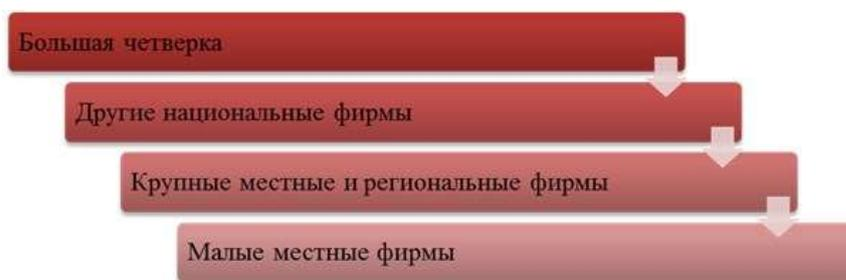 Большая четверка
Другие национальные фирмы
Крупные местные и региональные фирмы
Малые местные фирмы